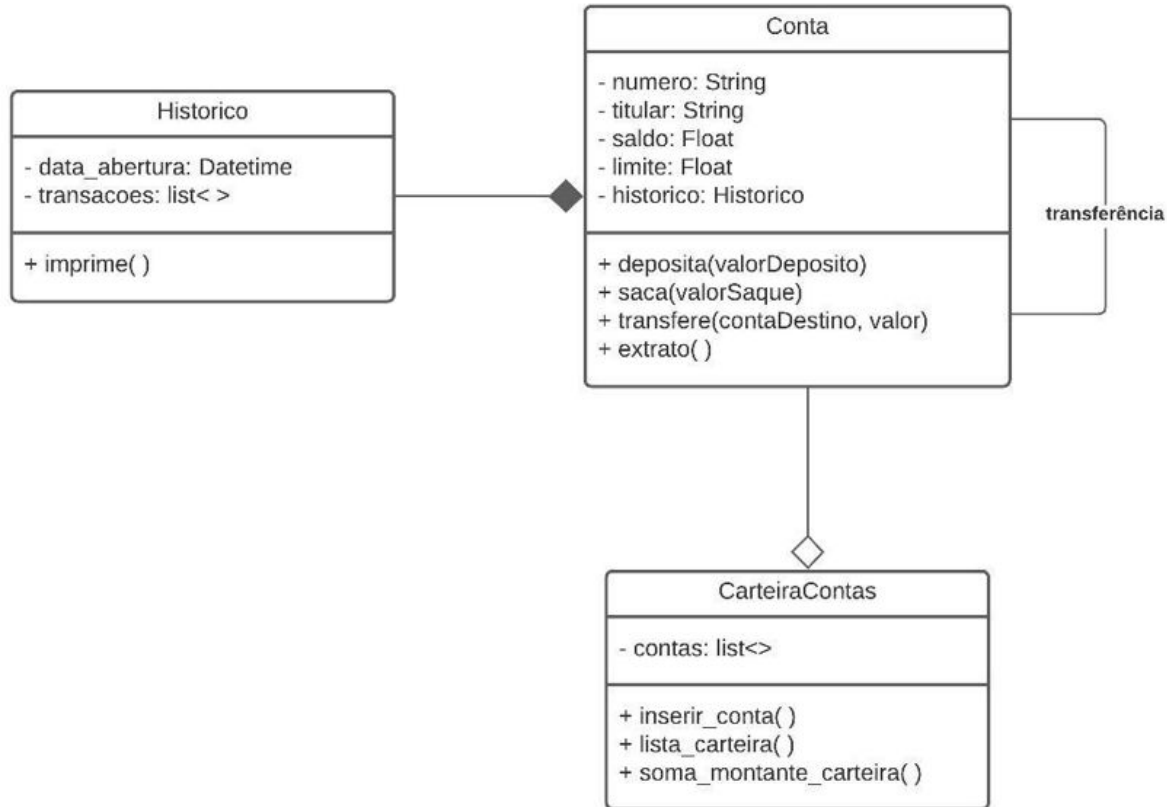 Conta
- numero: String
- titular: String
- saldo: Float
- limite: Float
- historico: Historico
+ deposita(valorDeposito)
+ saca(valorSaque)
+ transfere(contaDestino, valor)
+ extrato( )
Historico
- data_abertura: Datetime
- transacoes: list< >
+ imprime( )
transferência
CarteiraContas
- contas: list<>
+ inserir_conta( )
+ lista_carteira( )
+ soma_montante_carteira( )